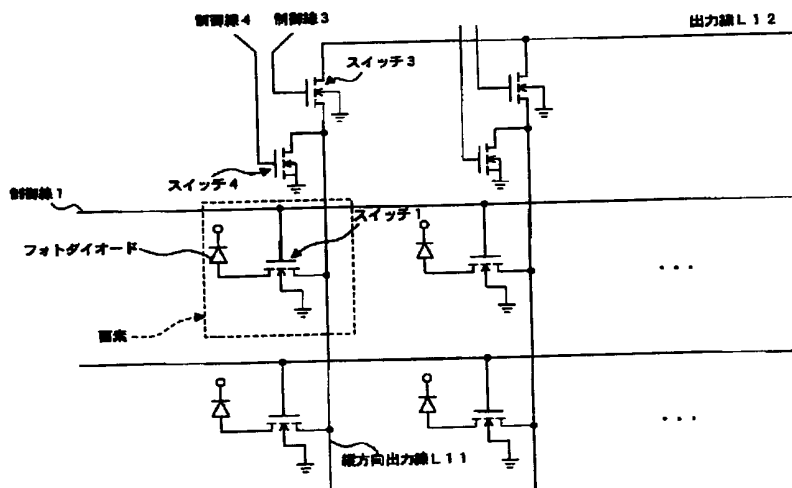 制御線4 制御線3
出力線L12
スイッチ3
スイッチ4
制御線1
スイッチ1
フォトダイオード
画素
縦方向出力線L11
...
...